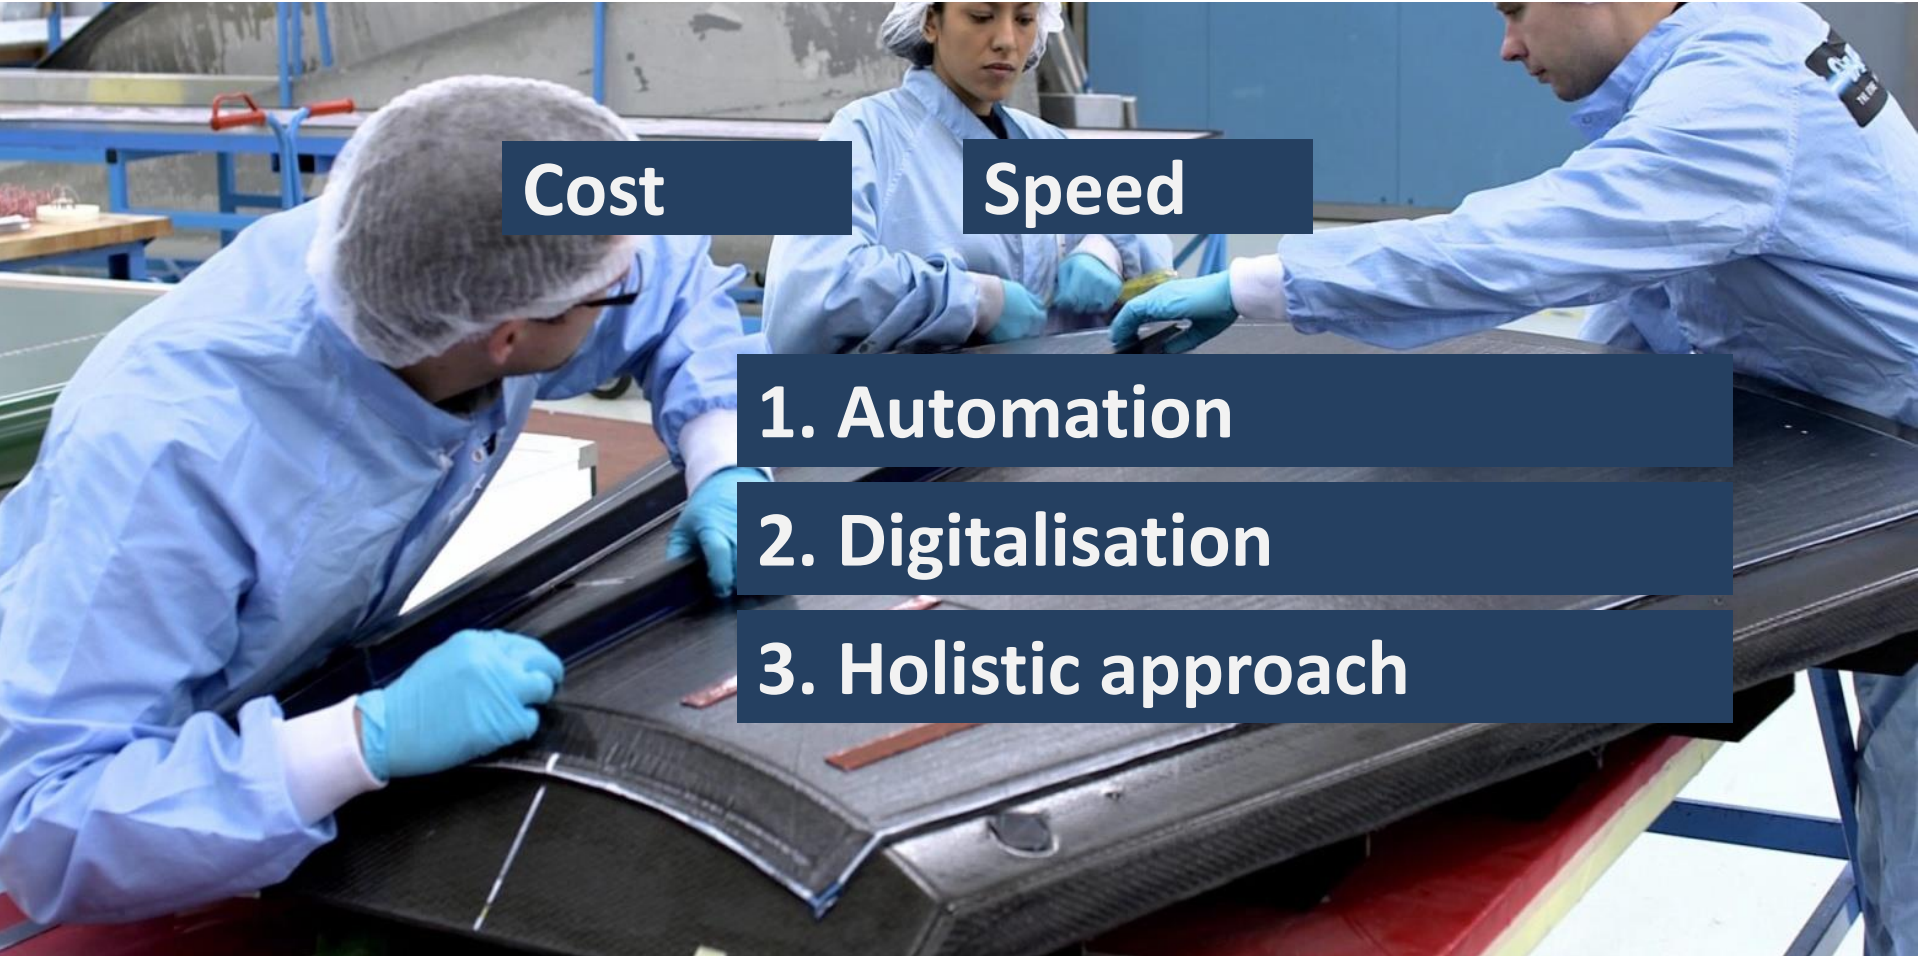 Cost
Speed
1. Automation
2. Digitalisation
3. Holistic approach